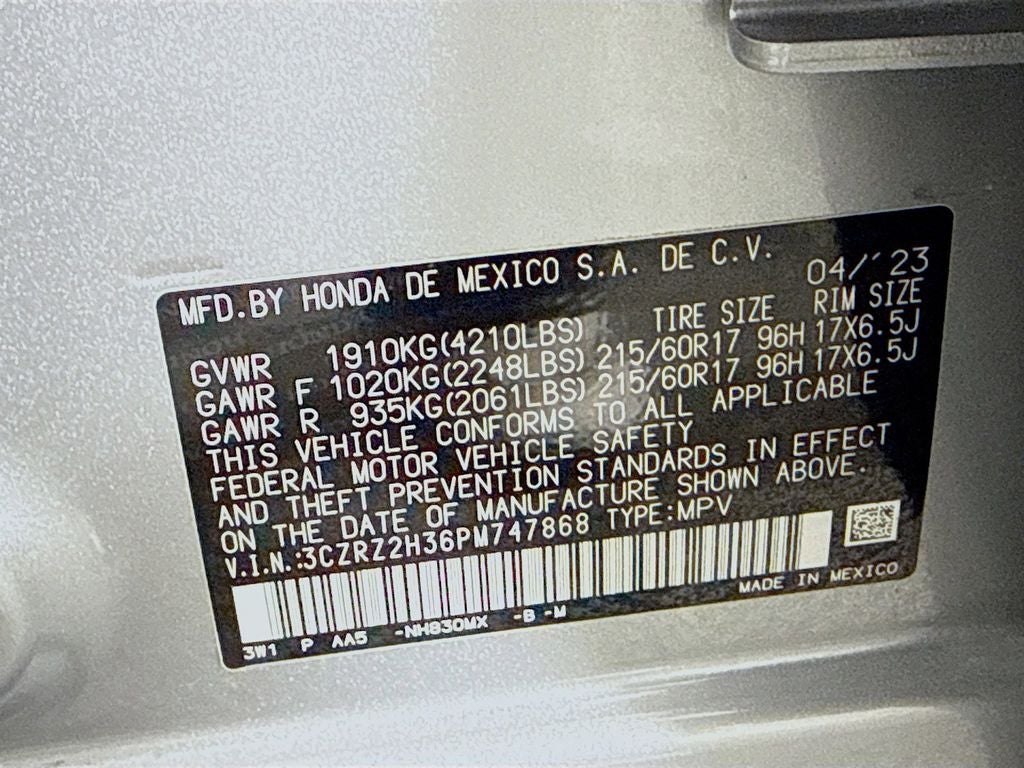 MFD.BY HONDA DE MEXICO S.A. DE C.V. 04/'23
TIRE SIZE RIM SIZE
GVWR 1910KG(4210LBS)
GAWR F 1020KG(2248LBS) 215/60R17 96H 17X6.5J
GAWR R 935KG(2061LBS) 215/60R17 96H 17X6.5J
THIS VEHICLE CONFORMS TO ALL APPLICABLE
FEDERAL MOTOR VEHICLE SAFETY
AND THEFT PREVENTION STANDARDS IN EFFECT
ON THE DATE OF MANUFACTURE SHOWN ABOVE.
V.I.N.:3CZRZ2H36PM747868 TYPE:MPV
MADE IN MEXICO
3W1 P AA5 -NH830MX -B -M